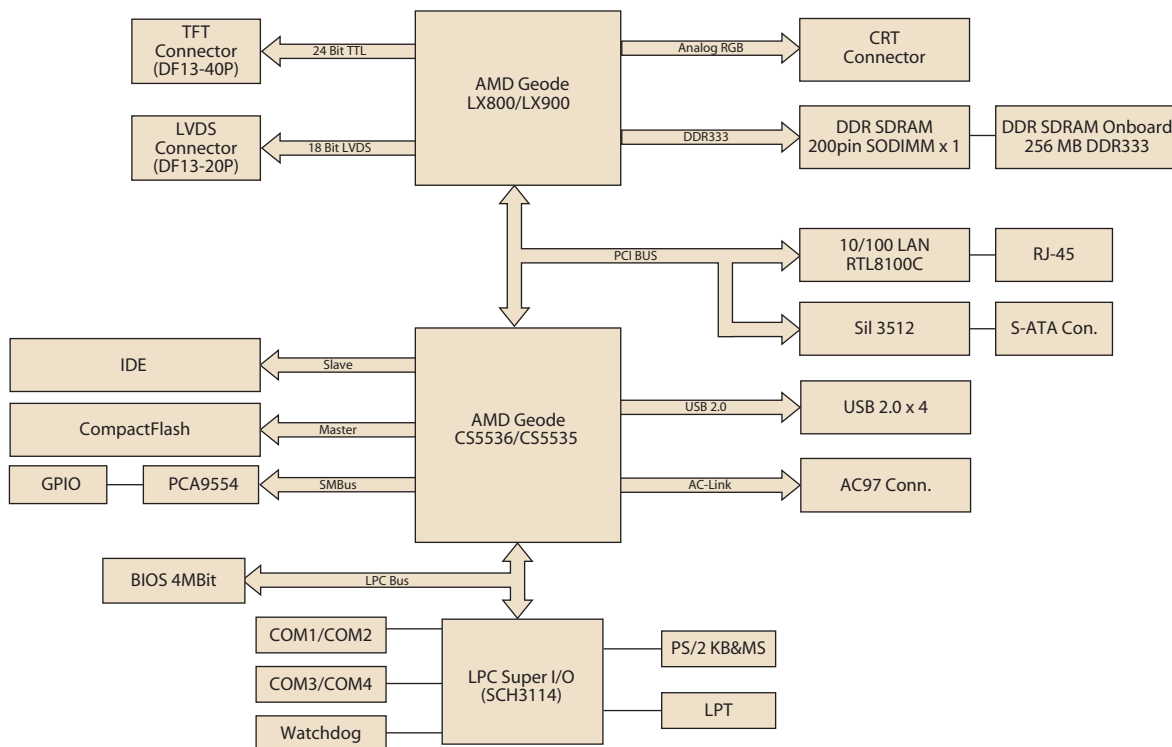 TFT
Connector
(DF13-40P)
24 Bit TTL
AMD Geode
LX800/LX900
Analog RGB
CRT
Connector
LVDS
Connector
(DF13-20P)
18 Bit LVDS
DDR333
DDR SDRAM
200pin SODIMM x 1
DDR SDRAM Onboard
256 MB DDR333
PCI BUS
10/100 LAN
RTL8100C
RJ-45
Sil 3512
S-ATA Con.
IDE
Slave
AMD Geode
CS5536/CS5535
USB 2.0
USB 2.0 x 4
CompactFlash
Master
GPIO
PCA9554
SMBus
AC-Link
AC97 Conn.
BIOS 4MBit
LPC Bus
COM1/COM2
LPC Super I/O
(SCH3114)
PS/2 KB&MS
COM3/COM4
LPT
Watchdog